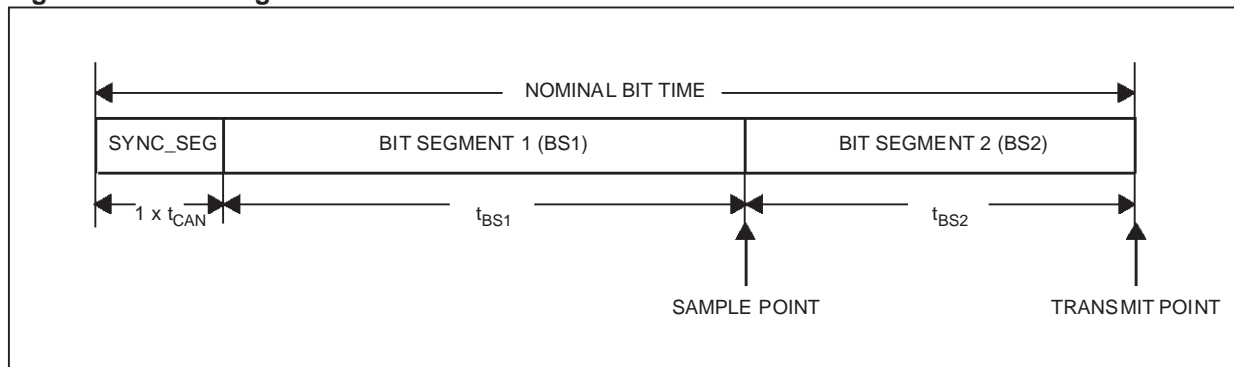 NOMINAL BIT TIME
SYNC_SEG
BIT SEGMENT 1 (BS1)
BIT SEGMENT 2 (BS2)
1 x tCAN
tBS1
tBS2
SAMPLE POINT
TRANSMIT POINT